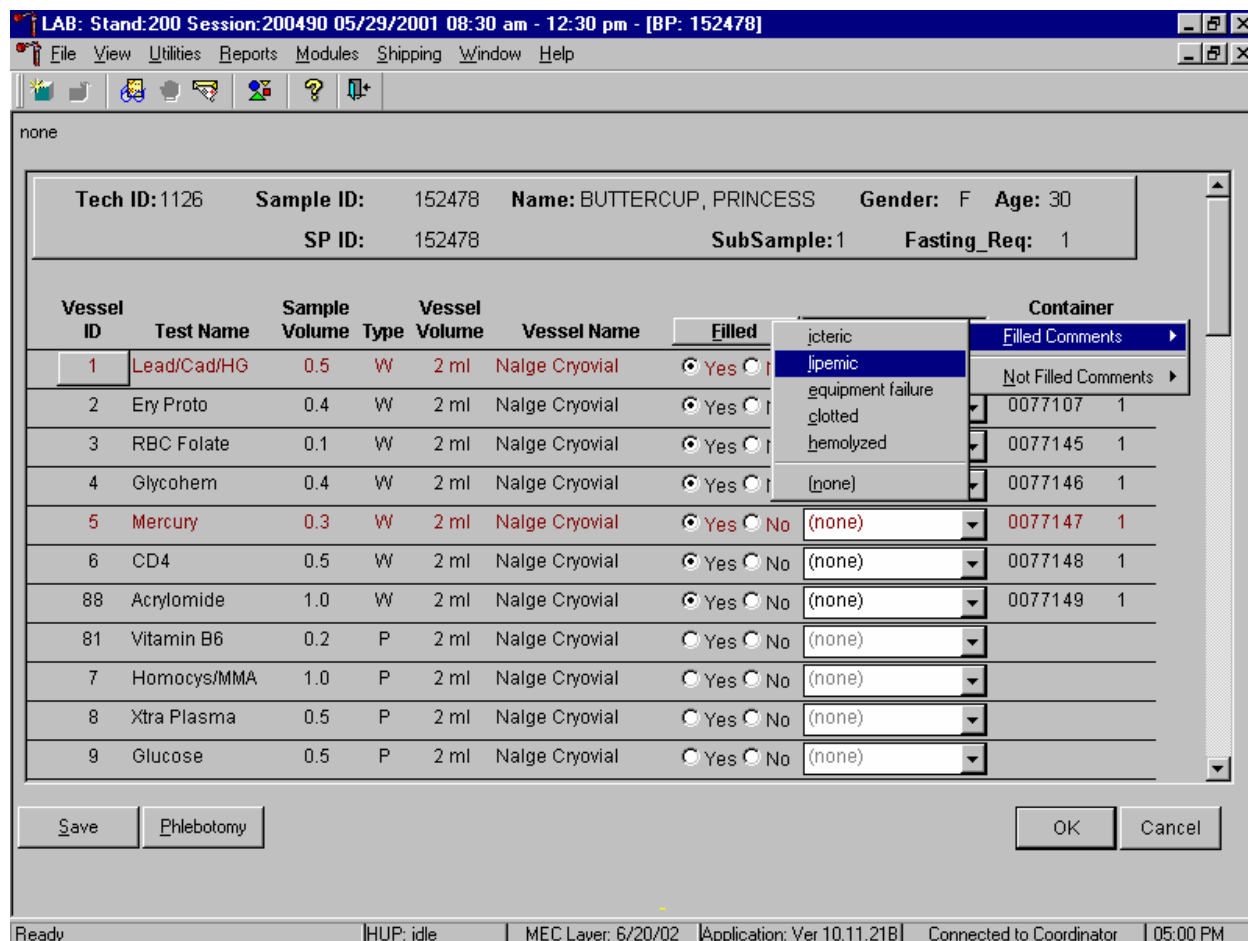 LAB: Stand:200 Session:200490 05/29/2001 08:30 am - 12:30 pm - [BP: 152478]
File View Utilities Reports Modules Shipping Window Help
none
Tech ID: 1126 Sample ID: 152478 Name: BUTTERCUP, PRINCESS Gender: F Age: 30
SP ID: 152478 SubSample: 1 Fasting_Req: 1
Vessel Sample Vessel Container
ID Test Name Volume Type Volume Vessel Name Filled
icteric Filled Comments
1 Lead/Cad/HG 0.5 W 2 ml Nalge Cryovial Yes lipemic Not Filled Comments
equipment failure
2 Ery Proto 0.4 W 2 ml Nalge Cryovial Yes clotted 0077107 1
3 RBC Folate 0.1 W 2 ml Nalge Cryovial Yes hemolyzed 0077145 1
4 Glycohem 0.4 W 2 ml Nalge Cryovial Yes (none) 0077146 1
5 Mercury 0.3 W 2 ml Nalge Cryovial Yes No (none) 0077147 1
6 CD4 0.5 W 2 ml Nalge Cryovial Yes No (none) 0077148 1
88 Acrylomide 1.0 W 2 ml Nalge Cryovial Yes No (none) 0077149 1
81 Vitamin B6 0.2 P 2 ml Nalge Cryovial Yes No (none)
7 Homocys/MMA 1.0 P 2 ml Nalge Cryovial Yes No (none)
8 Xtra Plasma 0.5 P 2 ml Nalge Cryovial Yes No (none)
9 Glucose 0.5 P 2 ml Nalge Cryovial Yes No (none)
Save Phlebotomy OK Cancel
Ready HUP: idle MEC Layer: 6/20/02 Application: Ver 10.11.21B Connected to Coordinator 05:00 PM